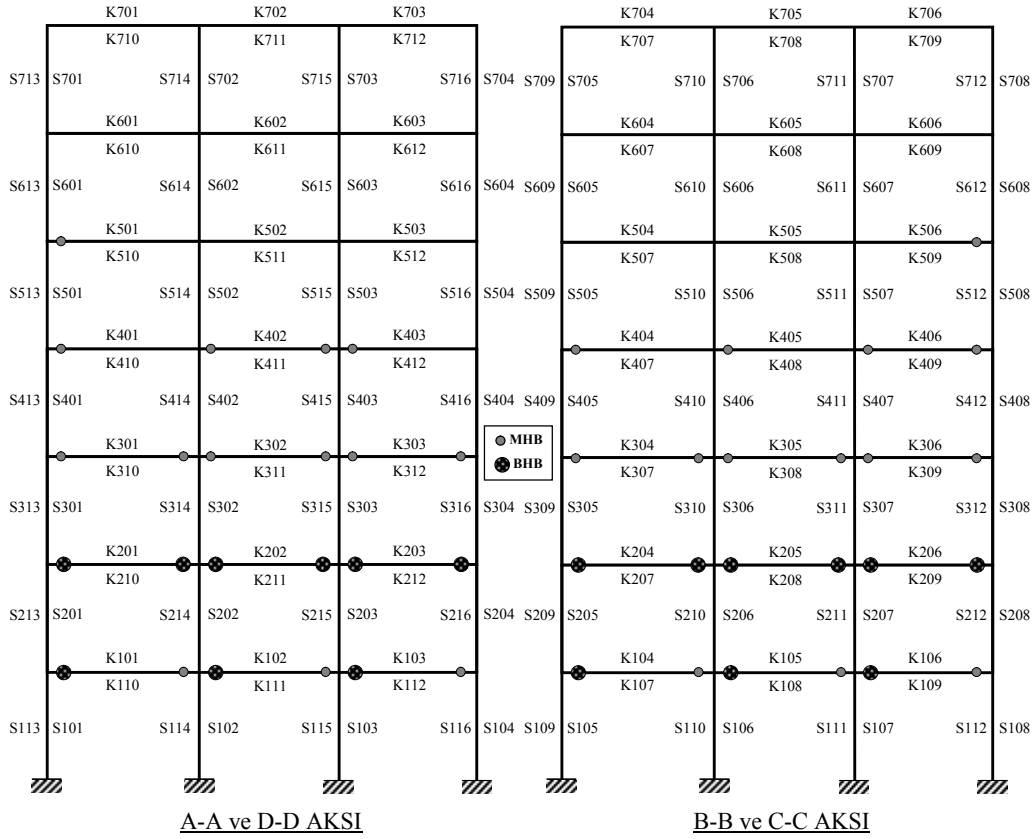 K701 K702 K703 K704 K705 K706
K710 K711 K712 K707 K708 K709
S713 S701 S714 S702 S715 S703 S716 S704 S709 S705 S710 S706 S711 S707 S712 S708
K601 K602 K603 K604 K605 K606
K610 K611 K612 K607 K608 K609
S613 S601 S614 S602 S615 S603 S616 S604 S609 S605 S610 S606 S611 S607 S612 S608
K501 K502 K503 K504 K505 K506
K510 K511 K512 K507 K508 K509
S513 S501 S514 S502 S515 S503 S516 S504 S509 S505 S510 S506 S511 S507 S512 S508
K401 K402 K403 K404 K405 K406
K410 K411 K412 K407 K408 K409
S413 S401 S414 S402 S415 S403 S416 S404 S409 S405 S410 S406 S411 S407 S412 S408
MHB
BHB
K301 K302 K303 K304 K305 K306
K310 K311 K312 K307 K308 K309
S313 S301 S314 S302 S315 S303 S316 S304 S309 S305 S310 S306 S311 S307 S312 S308
K201 K202 K203 K204 K205 K206
K210 K211 K212 K207 K208 K209
S213 S201 S214 S202 S215 S203 S216 S204 S209 S205 S210 S206 S211 S207 S212 S208
K101 K102 K103 K104 K105 K106
K110 K111 K112 K107 K108 K109
S113 S101 S114 S102 S115 S103 S116 S104 S109 S105 S110 S106 S111 S107 S112 S108
A-A ve D-D AKSI B-B ve C-C AKSI